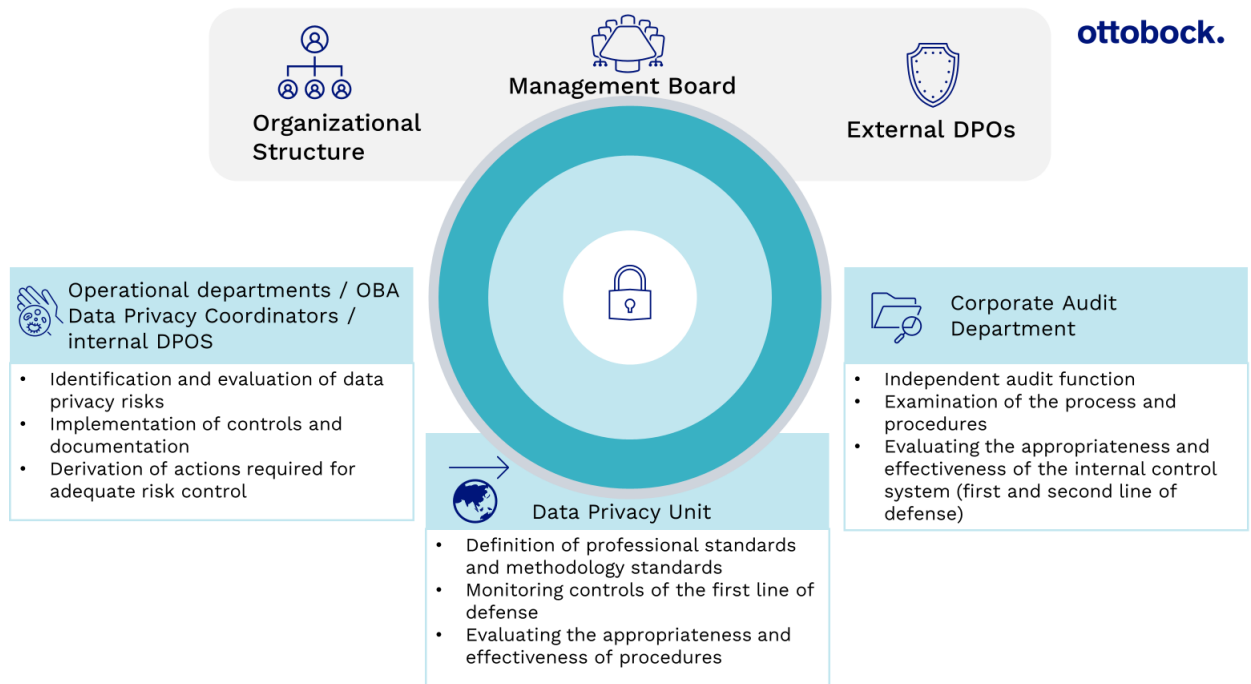 ottobock.
Management Board
Organizational
Structure
External DPOs
Operational departments / OBA
Data Privacy Coordinators /
internal DPOS
• Identification and evaluation of data
privacy risks
• Implementation of controls and
documentation
• Derivation of actions required for
adequate risk control
Data Privacy Unit
• Definition of professional standards
and methodology standards
• Monitoring controls of the first line of
defense
• Evaluating the appropriateness and
effectiveness of procedures
Corporate Audit
Department
• Independent audit function
• Examination of the process and
procedures
• Evaluating the appropriateness and
effectiveness of the internal control
system (first and second line of
defense)